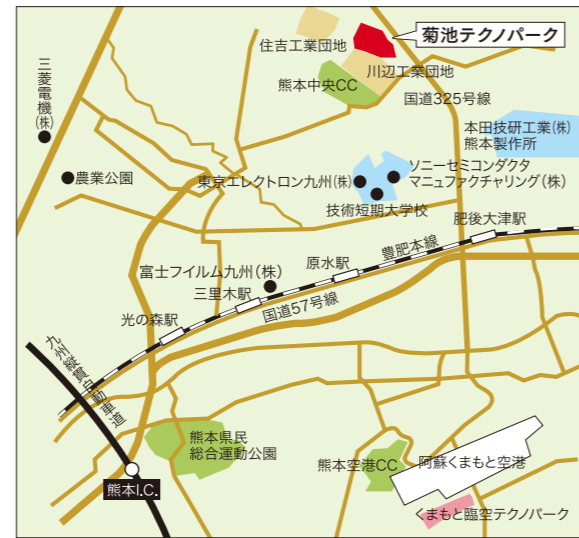 住吉工業団地
菊池テクノパーク
川辺工業団地
熊本中央CC
国道325号線
三菱電機(株)
本田技研工業(株)
熊本製作所
農業公園
東京エレクトロン九州(株)
ソニーセミコンダクタ
マニュファクチャリング(株)
技術短期大学校
肥後大津駅
豊肥本線
原水駅
富士フイルム九州(株)
三里木駅
国道57号線
光の森駅
九州縦貫自動車道
熊本県民
総合運動公園
熊本I.C.
熊本空港CC
阿蘇くまもと空港
くまもと臨空テクノパーク